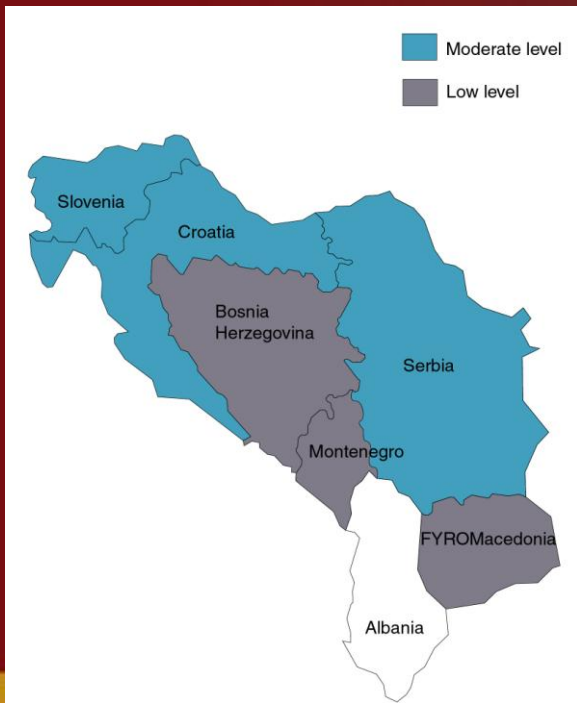 Moderate level
Low level
Slovenia
Croatia
Bosnia
Herzegovina
Serbia
Montenegro
FYROMacedonia
Albania